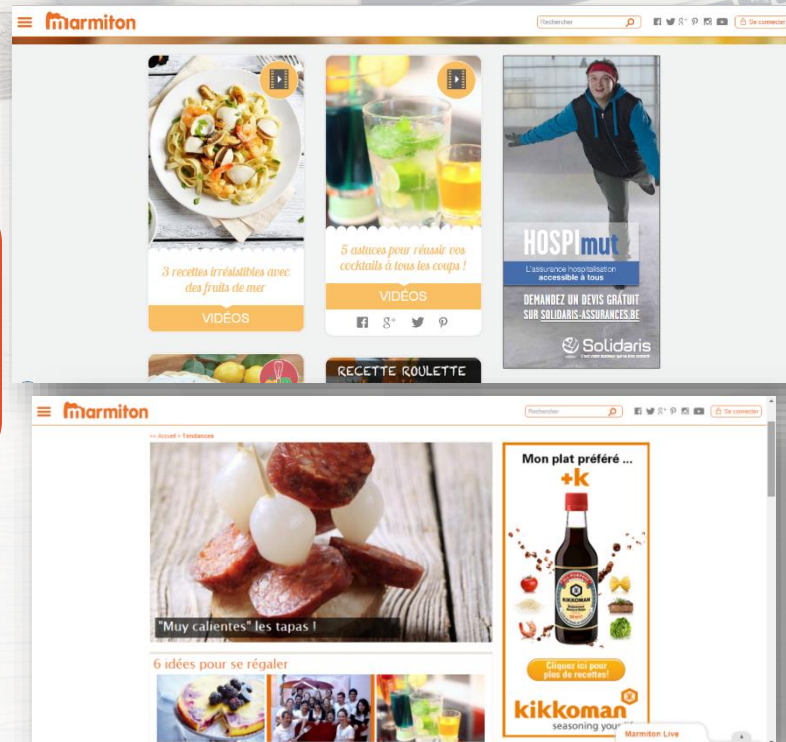 marmiton
Rechercher
Se connecter
3 recettes irrésistibles avec
des fruits de mer
VIDÉOS
5 astuces pour réussir vos
cocktails à tous les coups !
VIDÉOS
HOSPImut
L'assurance hospitalisation
accessible à tous
DEMANDEZ UN DEVIS GRATUIT
SUR SOLIDARIS-ASSURANCES.BE
Solidaris
RECETTE ROULETTE
marmiton
Rechercher
Se connecter
>> Accueil > Tendances
"Muy calientes" les tapas !
6 idées pour se régaler
Mon plat préféré ...
+k
KIKKOMAN
Cliquez ici pour
plus de recettes!
kikkoman
seasoning your
Marmiton Live